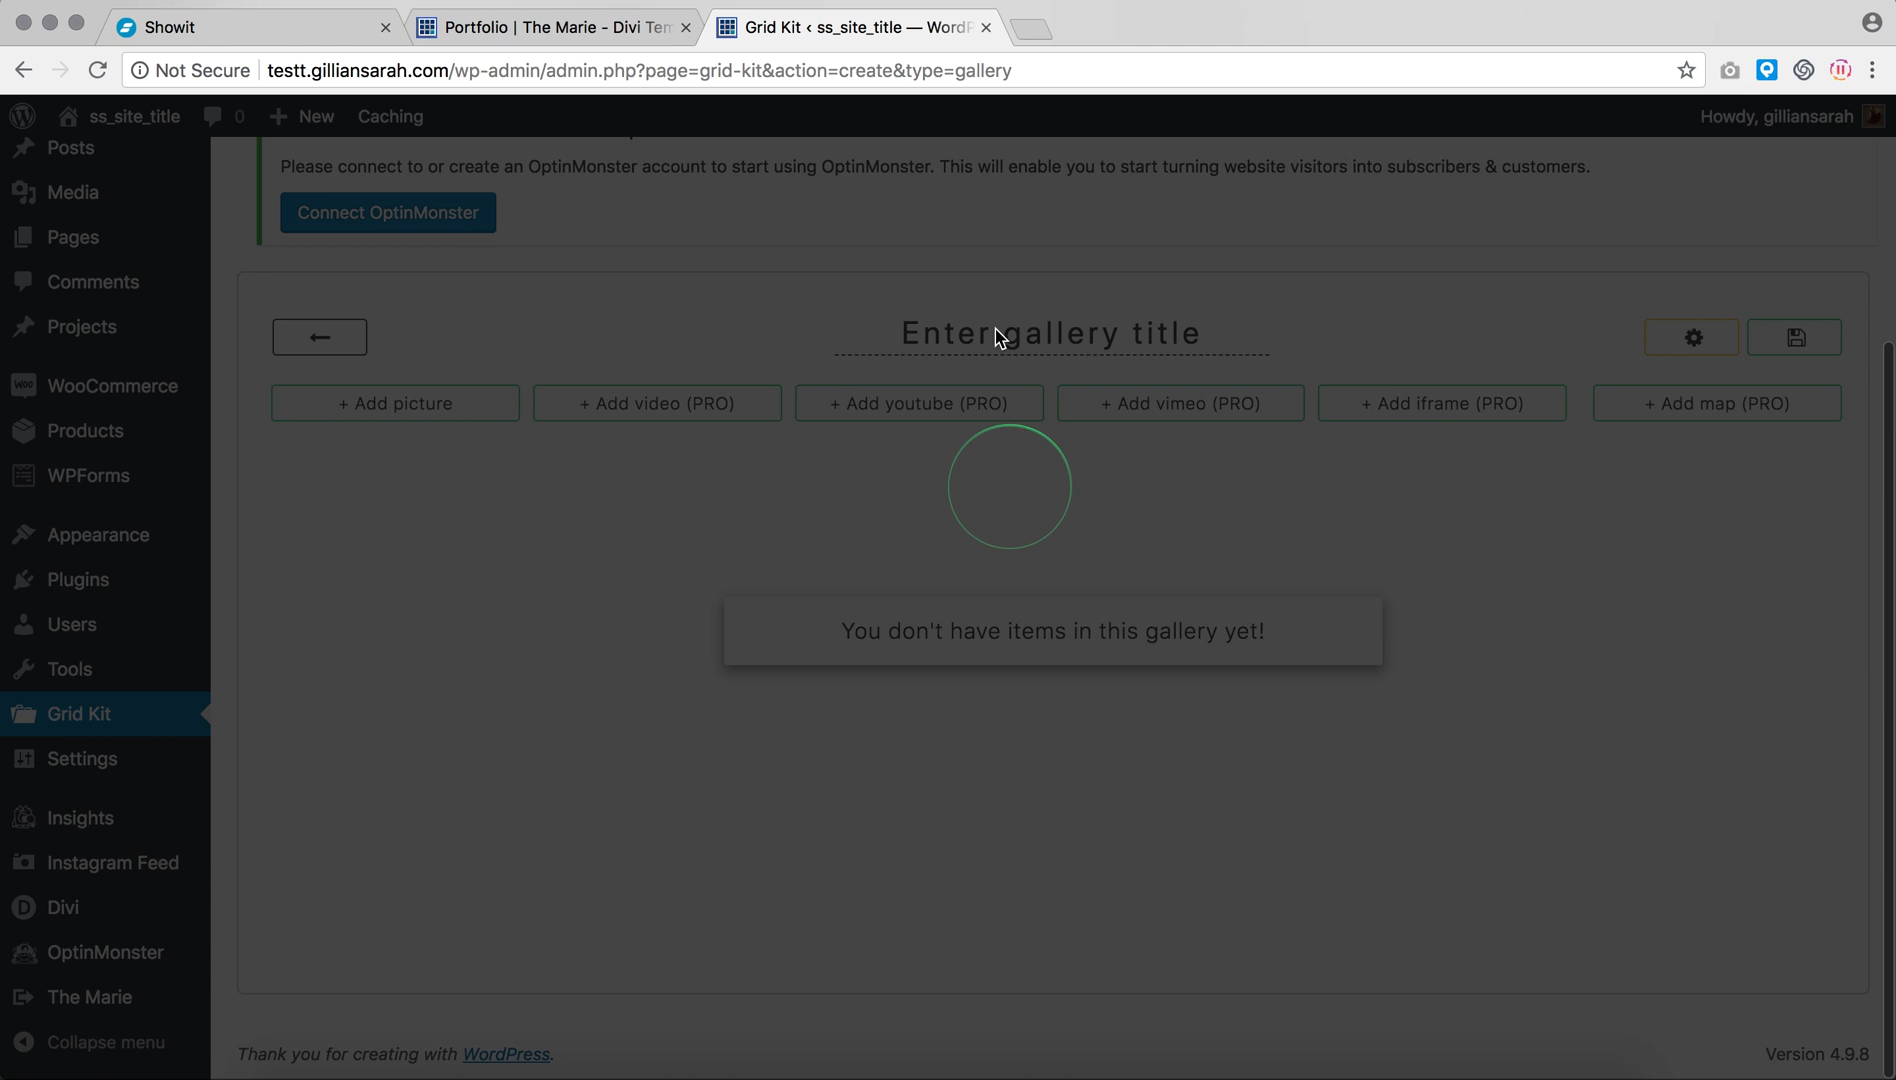 Showit
Portfolio | The Marie - Divi Tem
Grid Kit ‹ ss_site_title — WordP
Not Secure testt.gilliansarah.com/wp-admin/admin.php?page=grid-kit&action=create&type=gallery
ss_site_title 0 New Caching Howdy, gilliansarah
Posts
Please connect to or create an OptinMonster account to start using OptinMonster. This will enable you to start turning website visitors into subscribers & customers.
Media
Connect OptinMonster
Pages
Comments
Projects
Enter gallery title
WooCommerce
+ Add picture + Add video (PRO) + Add youtube (PRO) + Add vimeo (PRO) + Add iframe (PRO) + Add map (PRO)
Products
WPForms
Appearance
Plugins
Users
You don't have items in this gallery yet!
Tools
Grid Kit
Settings
Insights
Instagram Feed
Divi
OptinMonster
The Marie
Collapse menu
Thank you for creating with WordPress. Version 4.9.8